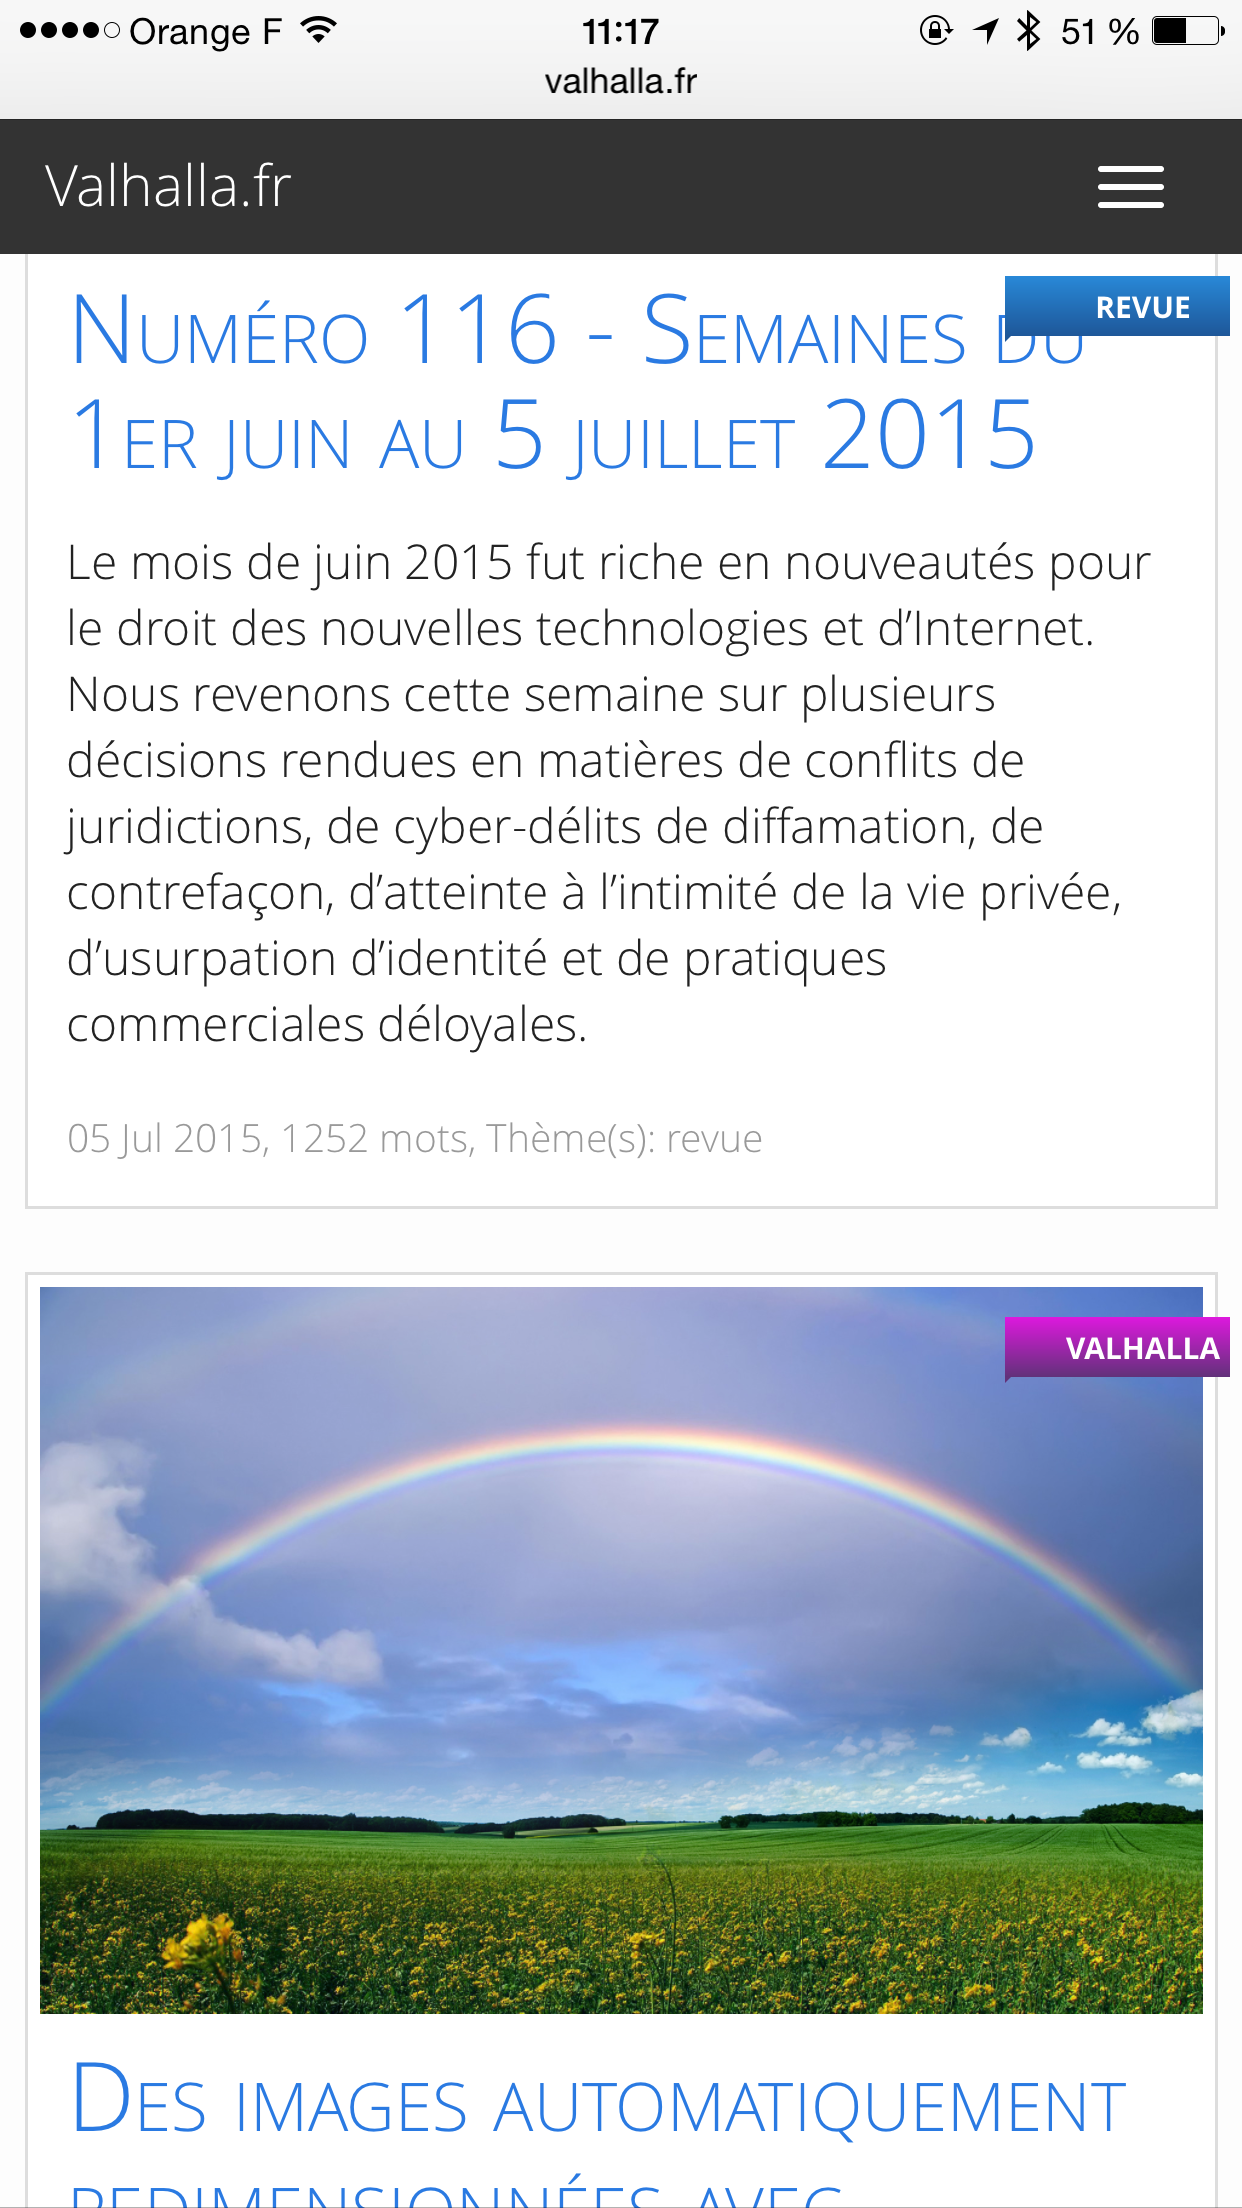 Orange F 11:17 51 %
valhalla.fr
Valhalla.fr
REVUE
Numéro 116 - Semaines du
1er juin au 5 juillet 2015
Le mois de juin 2015 fut riche en nouveautés pour
le droit des nouvelles technologies et d’Internet.
Nous revenons cette semaine sur plusieurs
décisions rendues en matières de conflits de
juridictions, de cyber-délits de diffamation, de
contrefaçon, d’atteinte à l’intimité de la vie privée,
d’usurpation d’identité et de pratiques
commerciales déloyales.
05 Jul 2015, 1252 mots, Thème(s): revue
VALHALLA
Des images automatiquement
redimensionnées avec